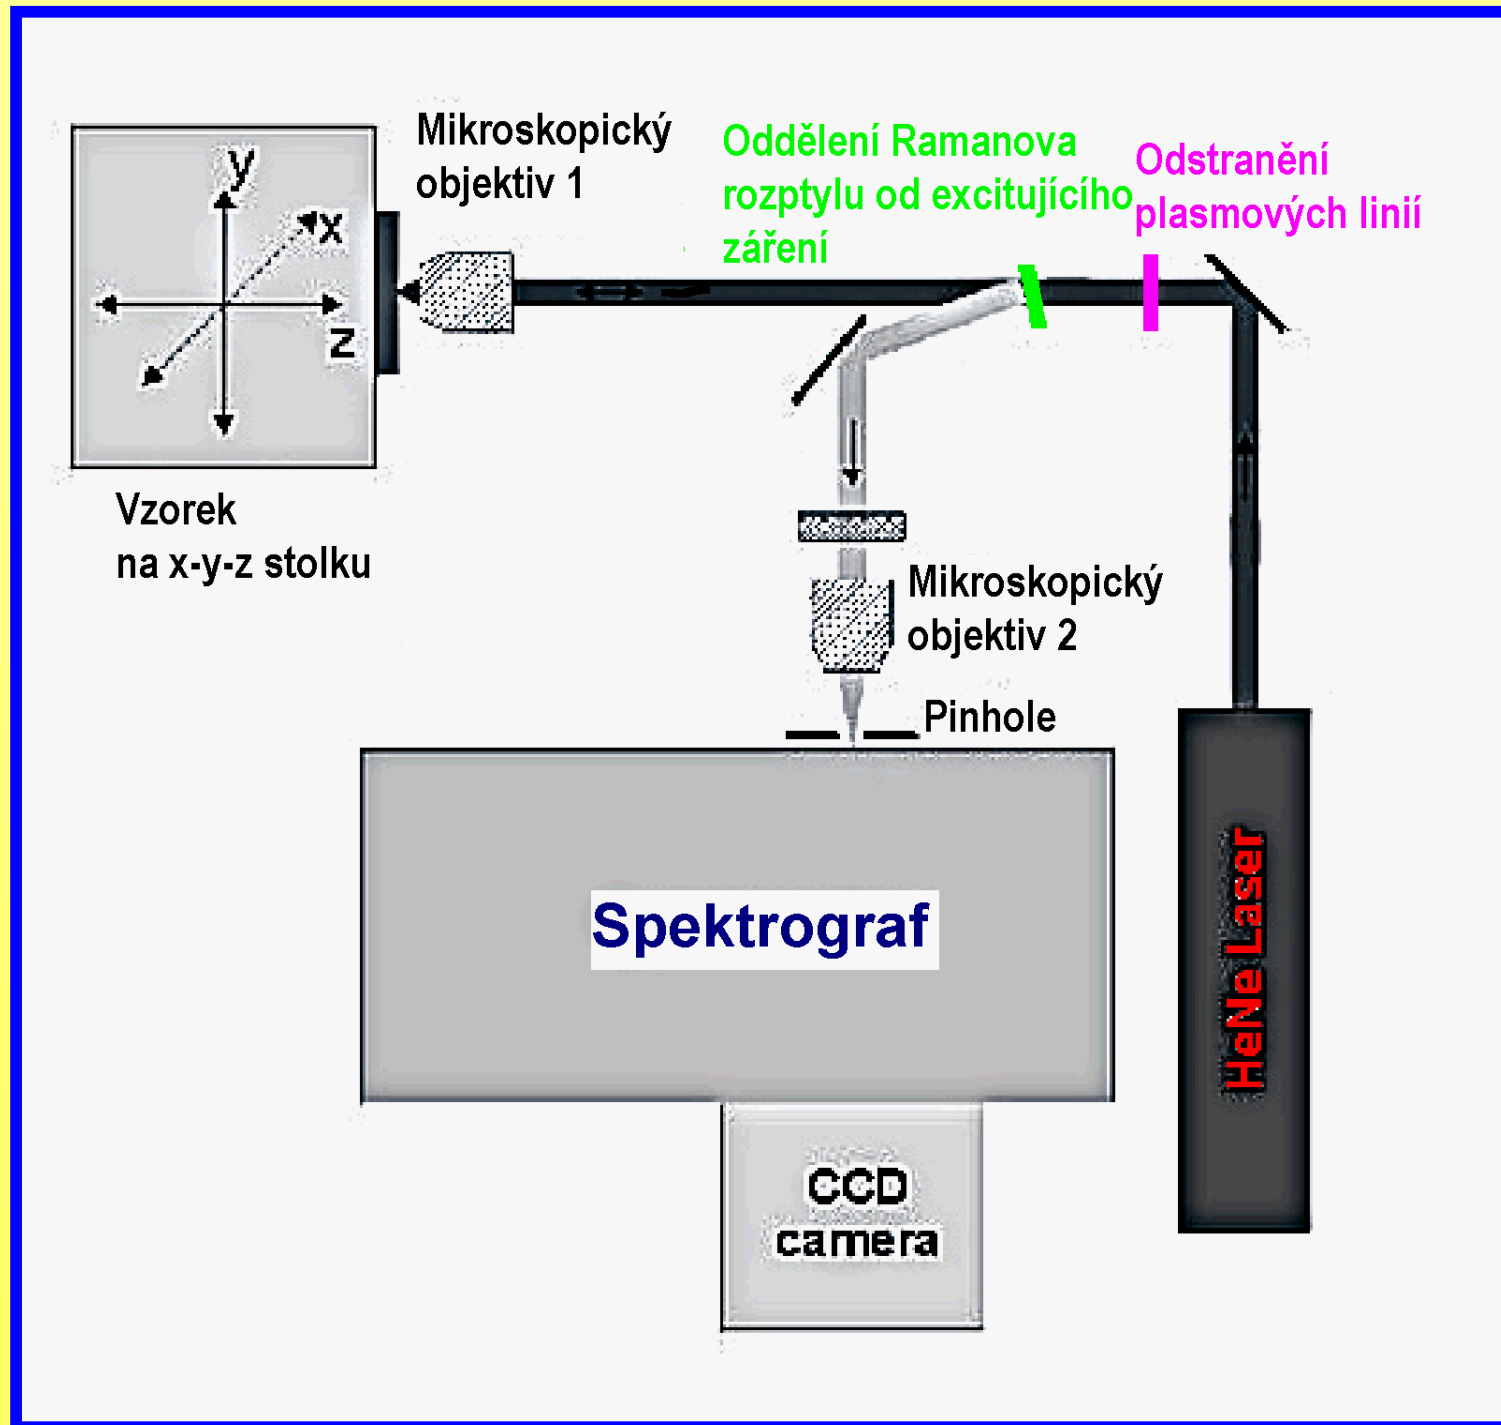 Mikroskopický
objektiv 1
Oddělení Ramanova
rozptylu od excitujícího
záření
Odstranění
plasmových linií
y
x
z
Vzorek
na x-y-z stolku
Mikroskopický
objektiv 2
Pinhole
Spektrograf
HeNe Laser
CCD
camera